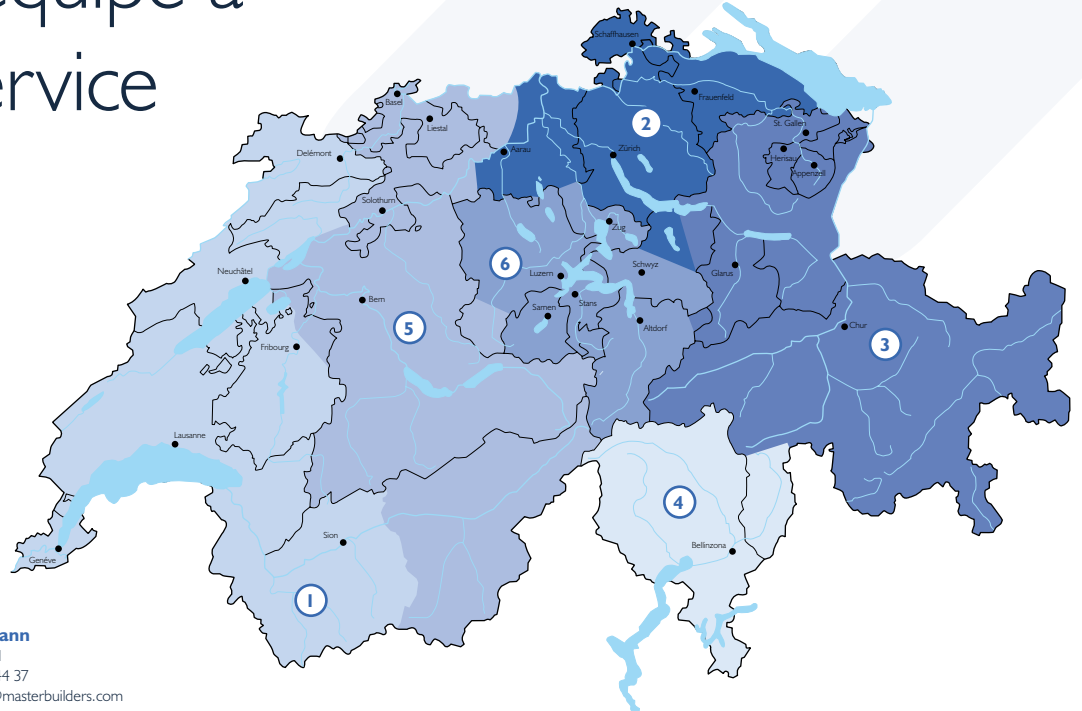 équipe à
ervice
Schaffhausen
Basel
Liestal
Frauenfeld
2
St. Gallen
Delémont
Aarau
Zürich
Herisau
Appenzell
Solothurn
Zug
Neuchâtel
6
Luzern
Schwyz
Glarus
Bern
Sarnen
Stans
5
Altdorf
Chur
3
Fribourg
Lausanne
4
Sion
Bellinzona
Genève
1
ann
4 37
@masterbuilders.com